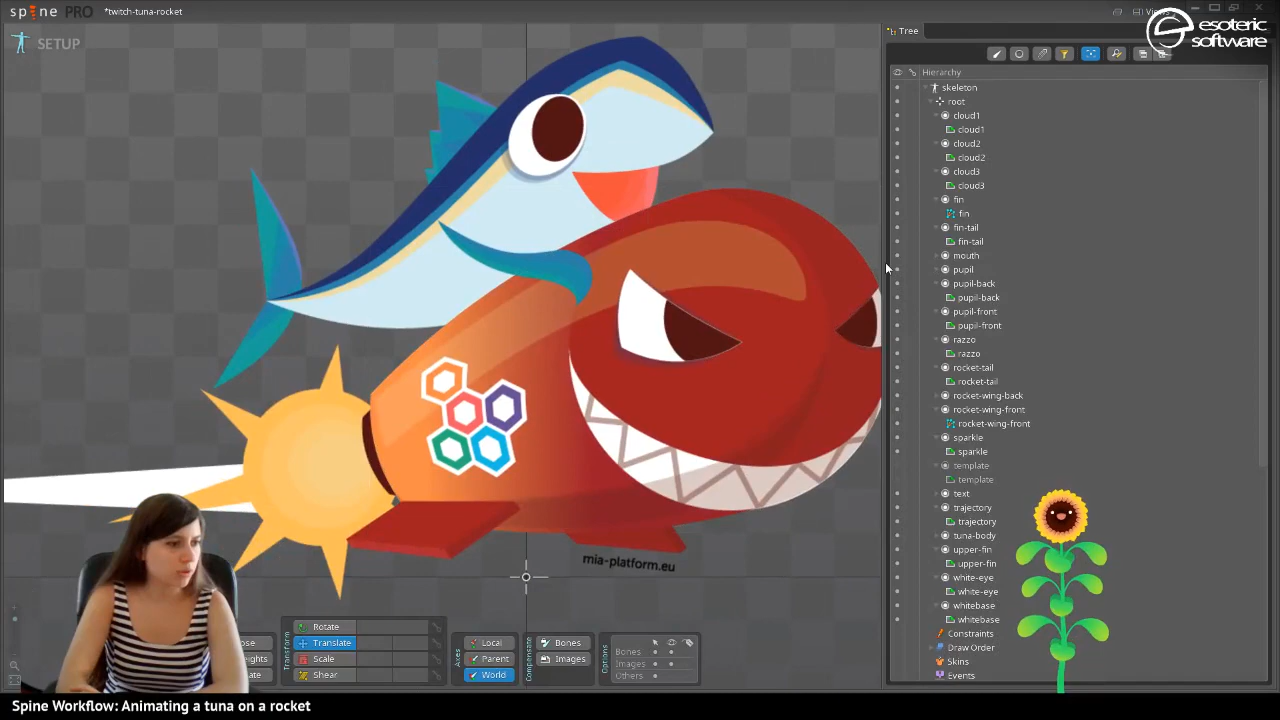 spine PRO
*twitch-tuna-rocket
Views
esoteric
software
SETUP
Tree
Hierarchy
skeleton
root
cloud1
cloud1
cloud2
cloud2
cloud3
cloud3
fin
fin
fin-tail
fin-tail
mouth
pupil
pupil-back
pupil-back
pupil-front
pupil-front
razzo
razzo
rocket-tail
rocket-tail
rocket-wing-back
rocket-wing-front
rocket-wing-front
sparkle
sparkle
template
template
text
trajectory
trajectory
tuna-body
upper-fin
upper-fin
white-eye
white-eye
whitebase
whitebase
Constraints
Draw Order
Skins
Events
mia-platform.eu
Transform
Rotate
Translate
Scale
Shear
Axes
Local
Parent
World
Compensate
Bones
Images
Options
Bones
Images
Others
Spine Workflow: Animating a tuna on a rocket